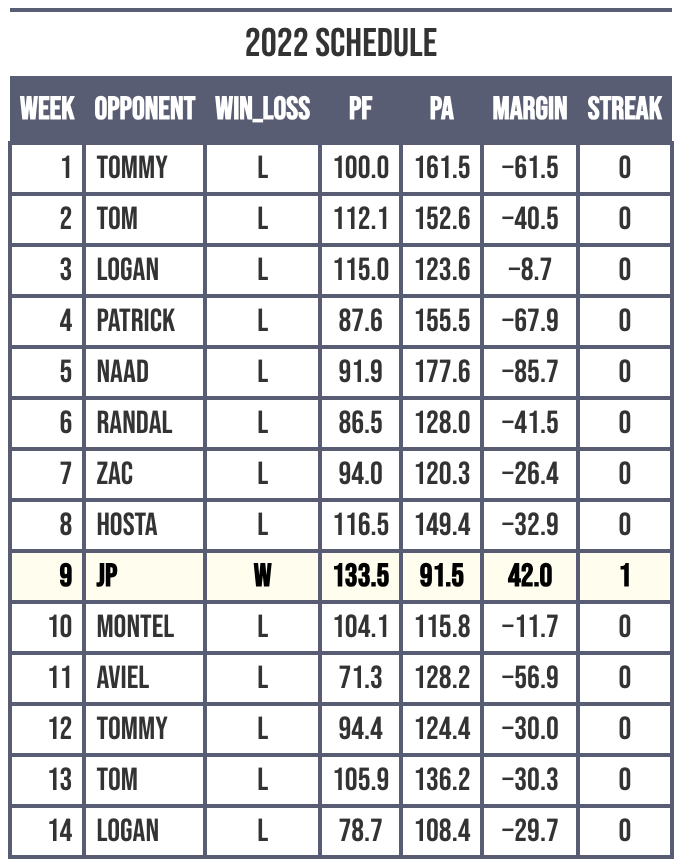 2022 SCHEDULE
WEEK OPPONENT WIN_LOSS PF PA MARGIN STREAK
1 TOMMY L 100.0 161.5 −61.5 0
2 TOM L 112.1 152.6 −40.5 0
3 LOGAN L 115.0 123.6 −8.7 0
4 PATRICK L 87.6 155.5 −67.9 0
5 NAAD L 91.9 177.6 −85.7 0
6 RANDAL L 86.5 128.0 −41.5 0
7 ZAC L 94.0 120.3 −26.4 0
8 HOSTA L 116.5 149.4 −32.9 0
9 JP W 133.5 91.5 42.0 1
10 MONTEL L 104.1 115.8 −11.7 0
11 AVIEL L 71.3 128.2 −56.9 0
12 TOMMY L 94.4 124.4 −30.0 0
13 TOM L 105.9 136.2 −30.3 0
14 LOGAN L 78.7 108.4 −29.7 0